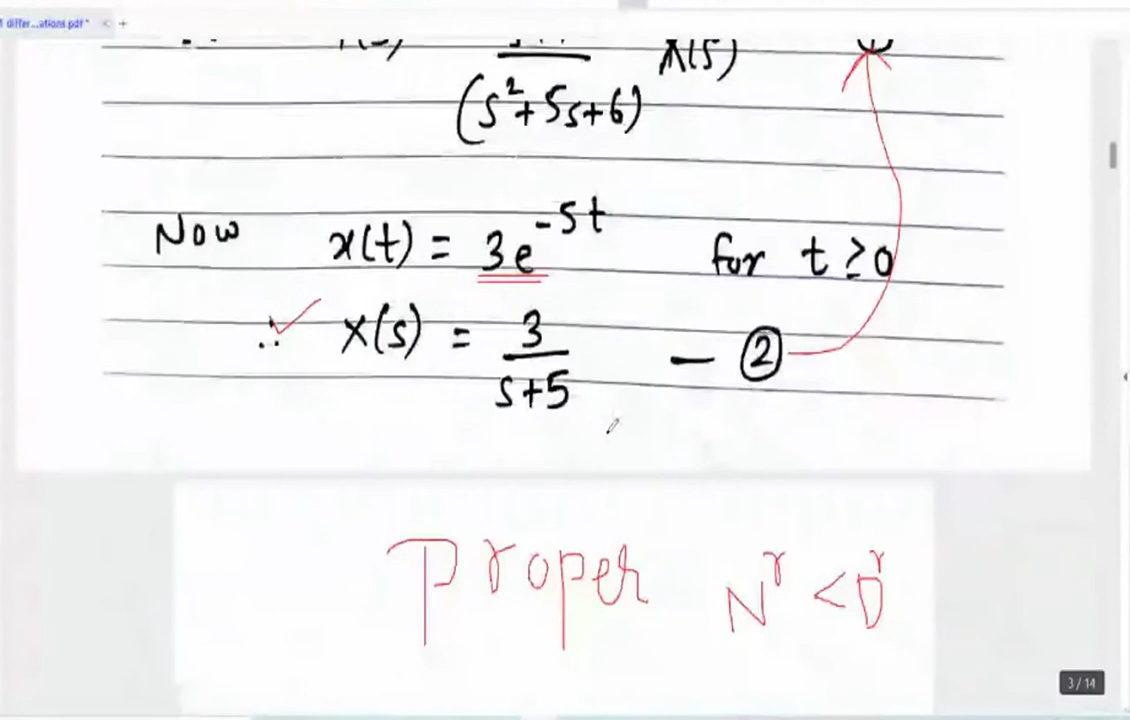 (s²+5s+6)
Now x(t) = 3e^-5t for t ≥ 0
∴ X(s) = 3/(s+5) — ②
Proper Nʳ < Dʳ
3 / 14